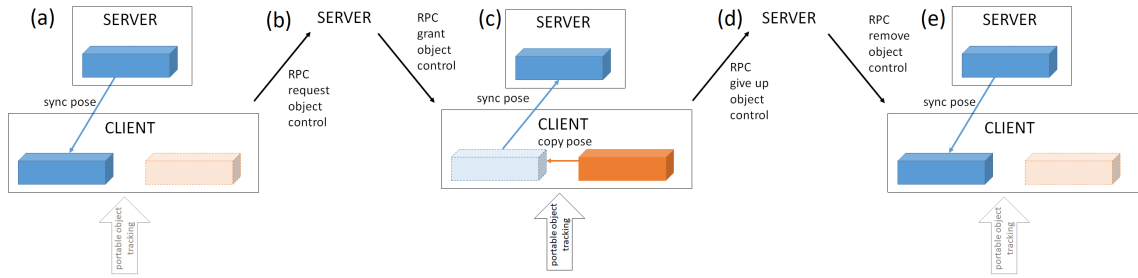 (a)
SERVER
sync pose
CLIENT
portable object
tracking
(b)
SERVER
RPC
request
object
control
RPC
grant
object
control
(c)
SERVER
sync pose
CLIENT
copy pose
portable object
tracking
(d)
SERVER
RPC
give up
object
control
RPC
remove
object
control
(e)
SERVER
sync pose
CLIENT
portable object
tracking